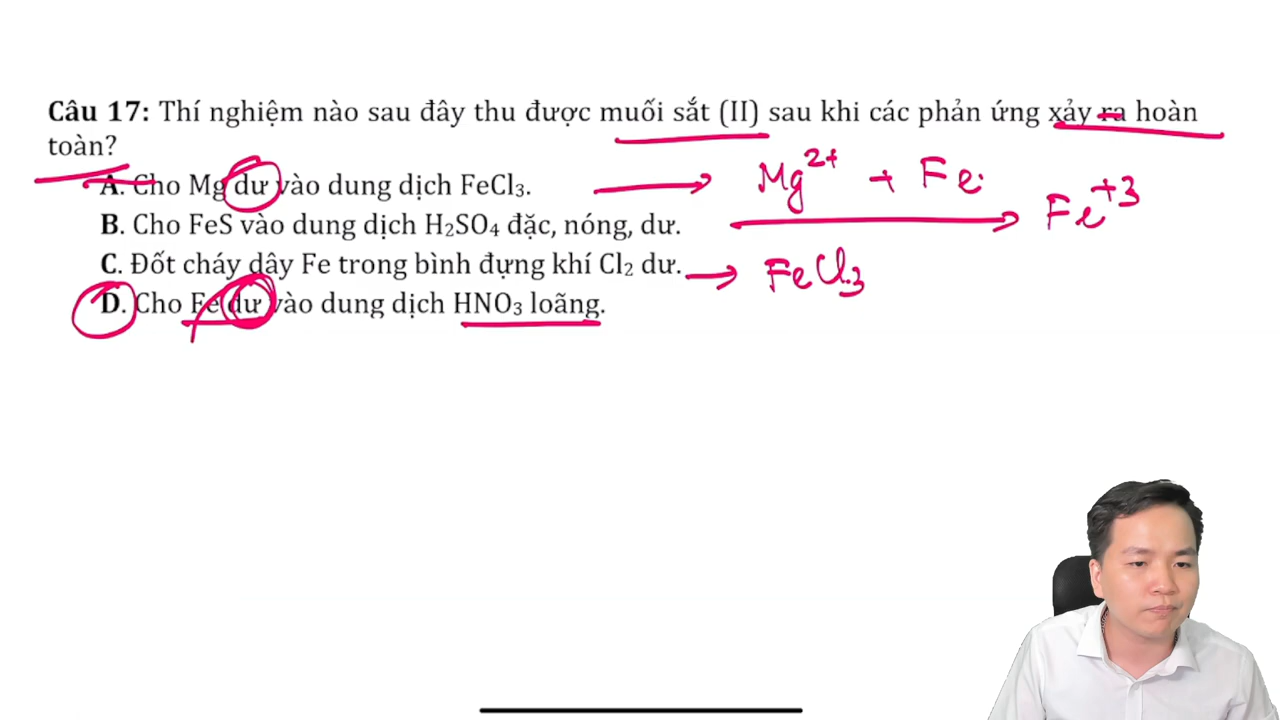 Câu 17: Thí nghiệm nào sau đây thu được muối sắt (II) sau khi các phản ứng xảy ra hoàn
toàn?
A. Cho Mg dư vào dung dịch FeCl₃.
Mg²⁺ + Fe
B. Cho FeS vào dung dịch H₂SO₄ đặc, nóng, dư.
Fe⁺³
C. Đốt cháy dây Fe trong bình đựng khí Cl₂ dư.
FeCl₃
D. Cho Fe dư vào dung dịch HNO₃ loãng.